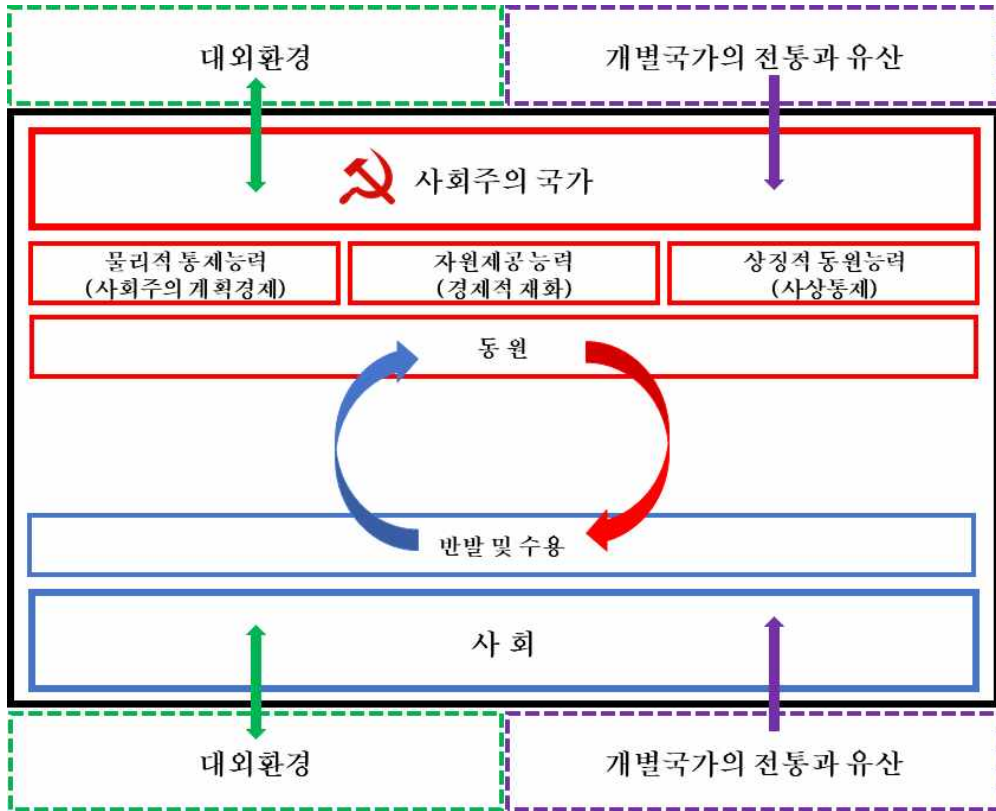 대외환경
개별국가의 전통과 유산
사회주의 국가
물리적 통제능력
(사회주의 계획경제)
자원제공 능력
(경제적 재화)
상징적 동원능력
(사상통제)
동 원
반발 및 수용
사 회
대외환경
개별국가의 전통과 유산